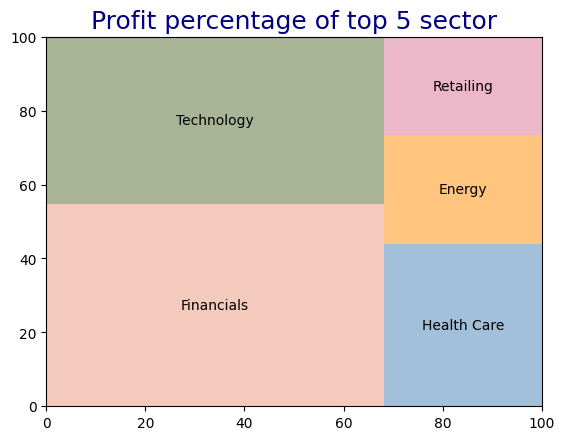 Profit percentage of top 5 sector
100
80
60
40
20
0
Technology
Retailing
Energy
Financials
Health Care
0 20 40 60 80 100